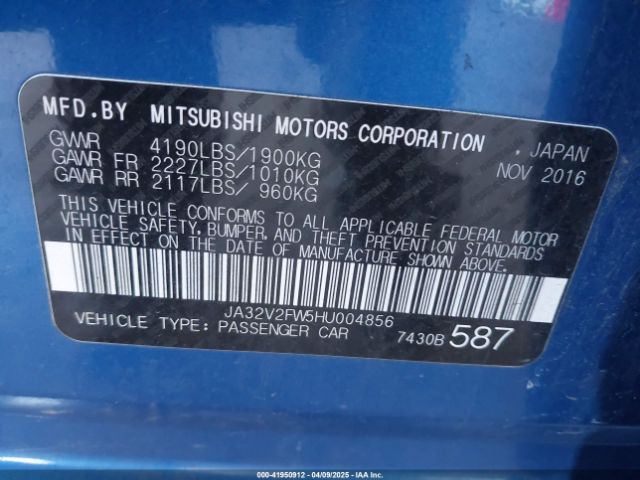 MFD.BY MITSUBISHI MOTORS CORPORATION , JAPAN
GVWR 4190LBS/1900KG NOV 2016
GAWR FR 2227LBS/1010KG
GAWR RR 2117LBS/ 960KG
THIS VEHICLE CONFORMS TO ALL APPLICABLE FEDERAL MOTOR
VEHICLE SAFETY, BUMPER, AND THEFT PREVENTION STANDARDS
IN EFFECT ON THE DATE OF MANUFACTURE SHOWN ABOVE.
JA32V2FW5HU004856
VEHICLE TYPE: PASSENGER CAR 7430B 587
000-41950912 - 04/09/2025 - IAAI.COM